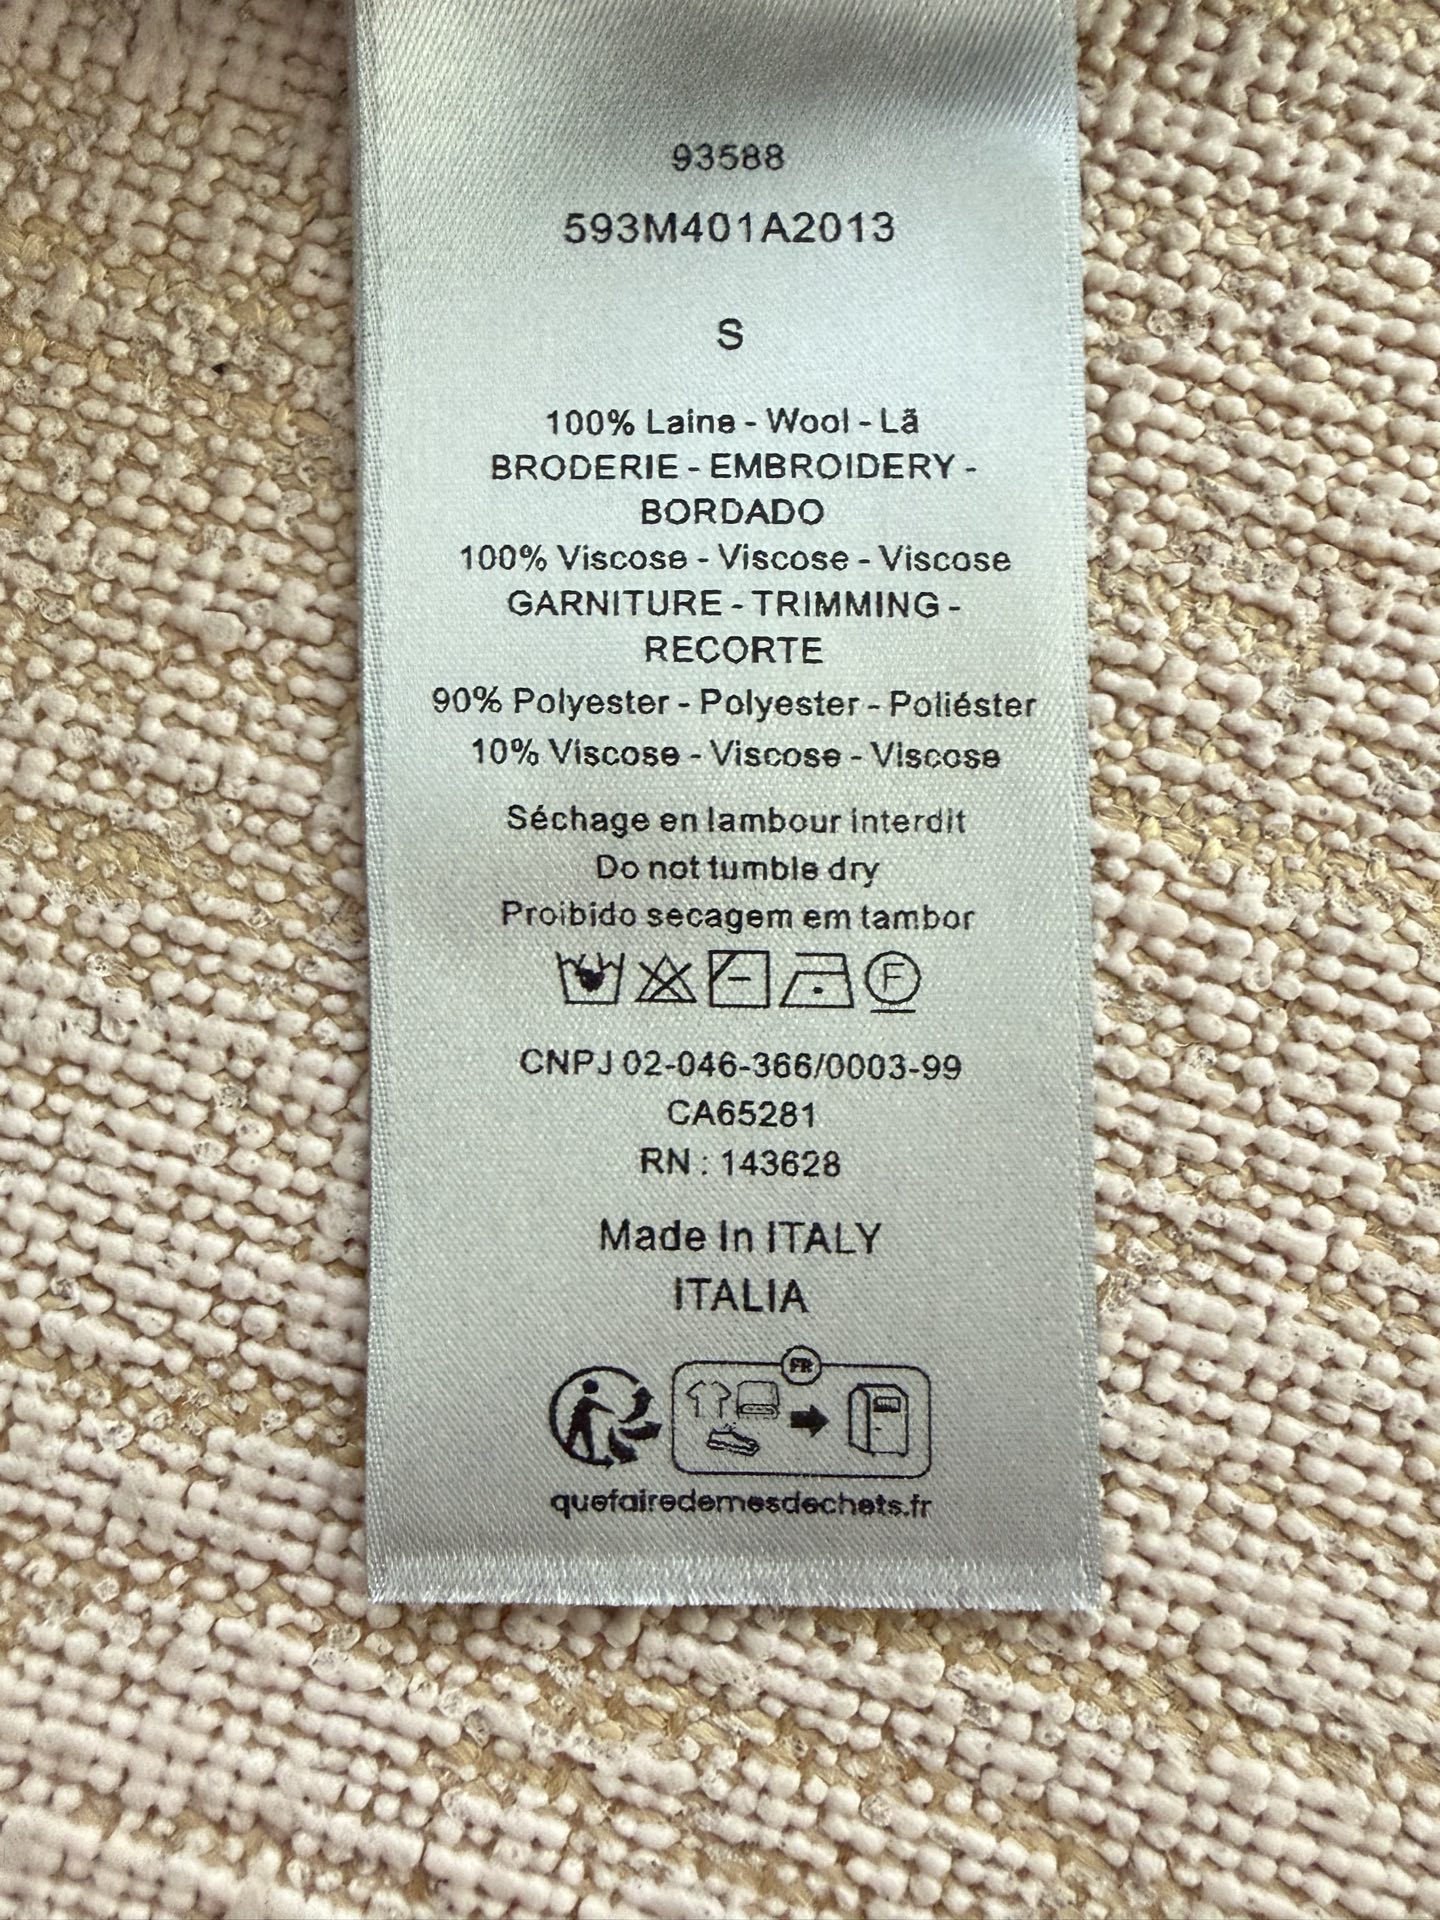 93588
593M401A2013
S
100% Laine - Wool - Lã
BRODERIE - EMBROIDERY -
BORDADO
100% Viscose - Viscose - Viscose
GARNITURE - TRIMMING -
RECORTE
90% Polyester - Polyester - Poliéster
10% Viscose - Viscose - Viscose
Séchage en lambour interdit
Do not tumble dry
Proibido secagem em tambor
F
CNPJ 02-046-366/0003-99
CA65281
RN : 143628
Made In ITALY
ITALIA
FR
quefairedemesdechets.fr